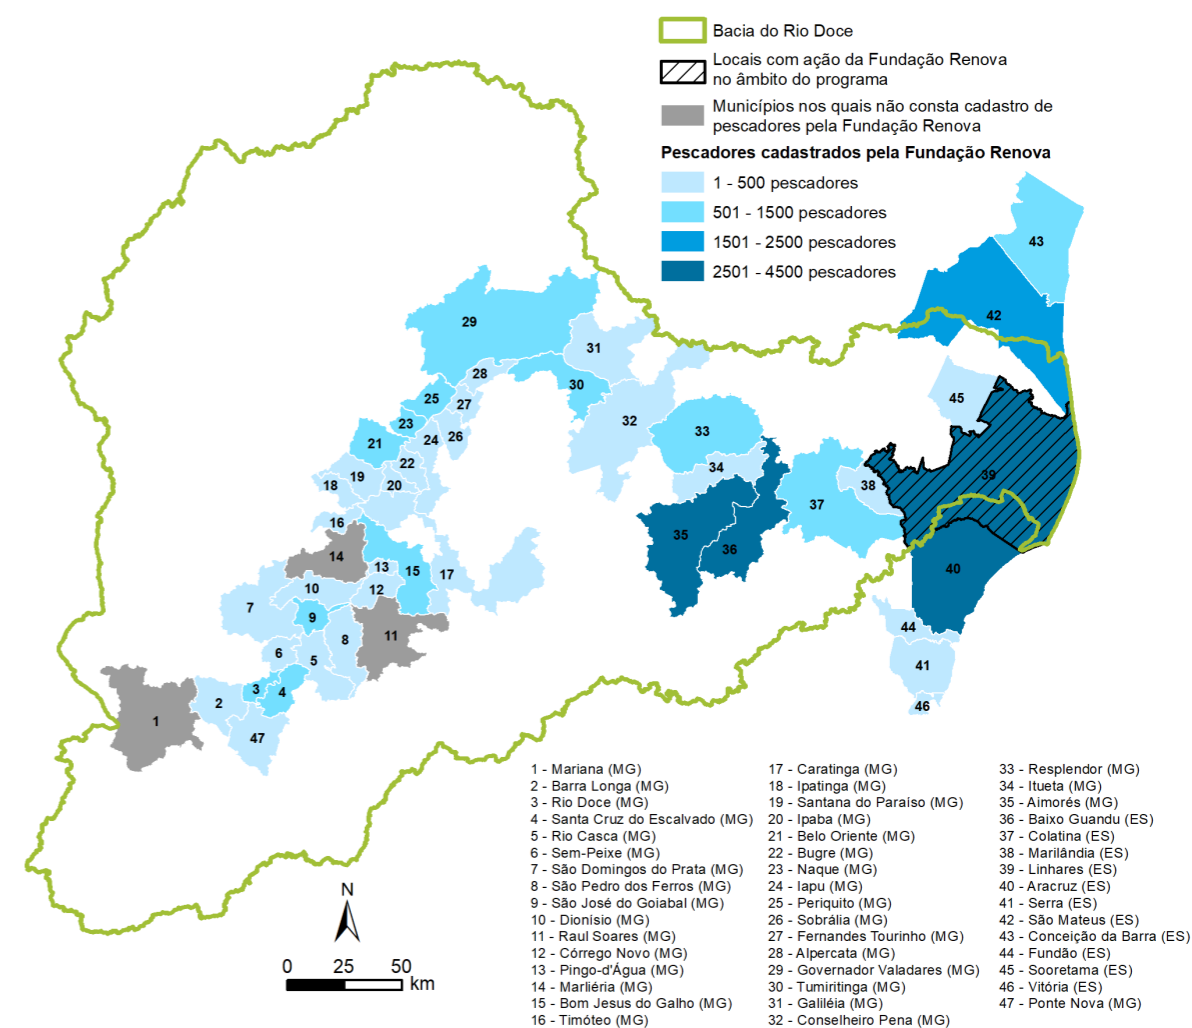 Bacia do Rio Doce
Locais com ação da Fundação Renova
no âmbito do programa
Municípios nos quais não consta cadastro de
pescadores pela Fundação Renova
Pescadores cadastrados pela Fundação Renova
1 - 500 pescadores
501 - 1500 pescadores
1501 - 2500 pescadores
2501 - 4500 pescadores
43
42
29
31
28
30
25
27
45
32
23
33
21
24
26
22
34
19
18
20
38
39
37
16
35
14
36
13
15
17
40
10
12
7
9
44
11
8
6
5
41
3
4
2
46
1
47
1 - Mariana (MG)
2 - Barra Longa (MG)
3 - Rio Doce (MG)
4 - Santa Cruz do Escalvado (MG)
5 - Rio Casca (MG)
6 - Sem-Peixe (MG)
7 - São Domingos do Prata (MG)
8 - São Pedro dos Ferros (MG)
9 - São José do Goiabal (MG)
10 - Dionísio (MG)
11 - Raul Soares (MG)
12 - Córrego Novo (MG)
13 - Pingo-d'Água (MG)
14 - Marliéria (MG)
15 - Bom Jesus do Galho (MG)
16 - Timóteo (MG)
17 - Caratinga (MG)
18 - Ipatinga (MG)
19 - Santana do Paraíso (MG)
20 - Ipaba (MG)
21 - Belo Oriente (MG)
22 - Bugre (MG)
23 - Naque (MG)
24 - Iapu (MG)
25 - Periquito (MG)
26 - Sobrália (MG)
27 - Fernandes Tourinho (MG)
28 - Alpercata (MG)
29 - Governador Valadares (MG)
30 - Tumiritinga (MG)
31 - Galiléia (MG)
32 - Conselheiro Pena (MG)
33 - Resplendor (MG)
34 - Itueta (MG)
35 - Aimorés (MG)
36 - Baixo Guandu (ES)
37 - Colatina (ES)
38 - Marilândia (ES)
39 - Linhares (ES)
40 - Aracruz (ES)
41 - Serra (ES)
42 - São Mateus (ES)
43 - Conceição da Barra (ES)
44 - Fundão (ES)
45 - Sooretama (ES)
46 - Vitória (ES)
47 - Ponte Nova (MG)
N
0 25 50
km